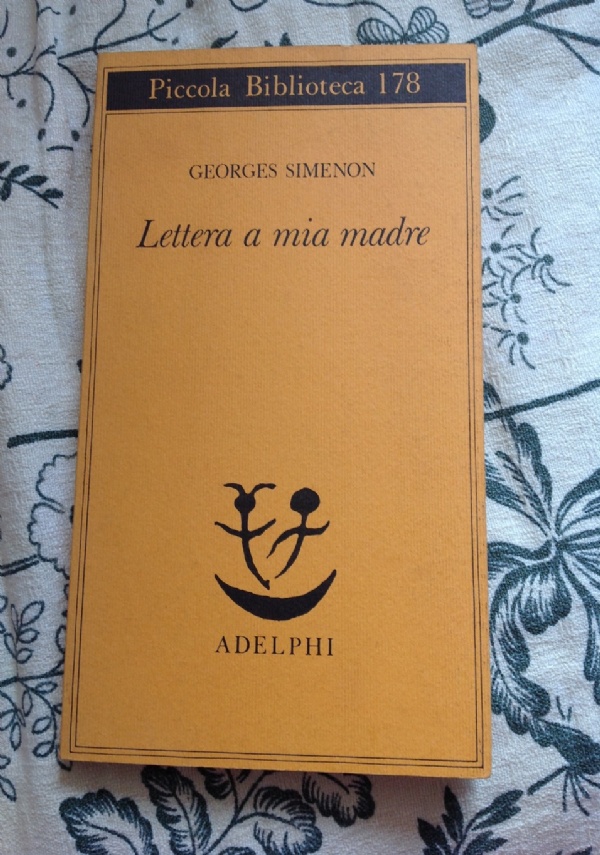 Piccola Biblioteca 178
GEORGES SIMENON
Lettera a mia madre
ADELPHI